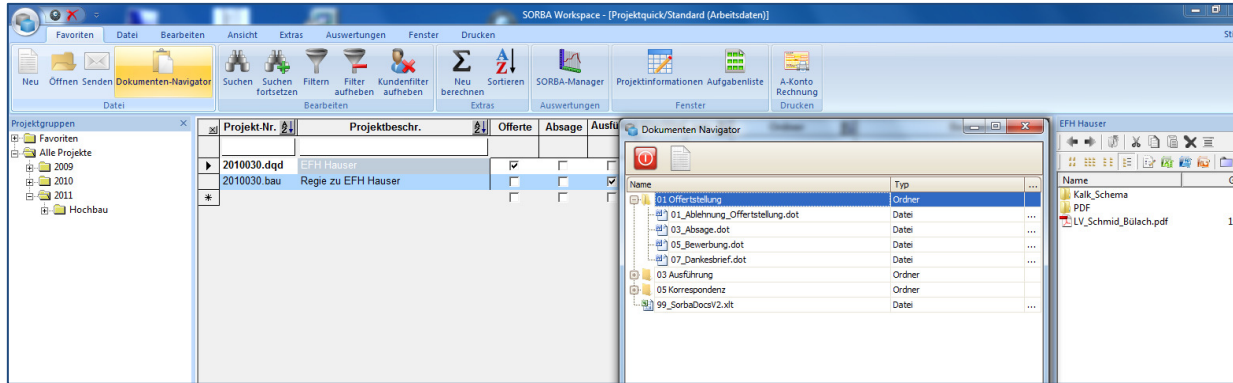 SORBA Workspace - [Projektquick/Standard (Arbeitsdaten)]
Favoriten Datei Bearbeiten Ansicht Extras Auswertungen Fenster Drucken
Neu Öffnen Senden Dokumenten-Navigator Suchen Suchen fortsetzen Filtern Filter aufheben Kundenfilter aufheben Neu berechnen Sortieren SORBA-Manager Projektinformationen Aufgabenliste A-Konto Rechnung
Datei Bearbeiten Extras Auswertungen Fenster Drucken
Projektgruppen
Favoriten
Alle Projekte
2009
2010
2011
Hochbau
Projekt-Nr. Projektbeschr. Offerte Absage Ausfü
2010030.dqd EFH Hauser
2010030.bau Regie zu EFH Hauser
Dokumenten Navigator
Name Typ ...
01 Offertstellung Ordner
01_Ablehnung_Offertstellung.dot Datei ...
03_Absage.dot Datei ...
05_Bewerbung.dot Datei ...
07_Dankesbrief.dot Datei ...
03 Ausführung Ordner
05 Korrespondenz Ordner
99_SorbaDocsV2.xlt Datei ...
EFH Hauser
Name G
Kalk_Schema
PDF
LV_Schmid_Bülach.pdf 1